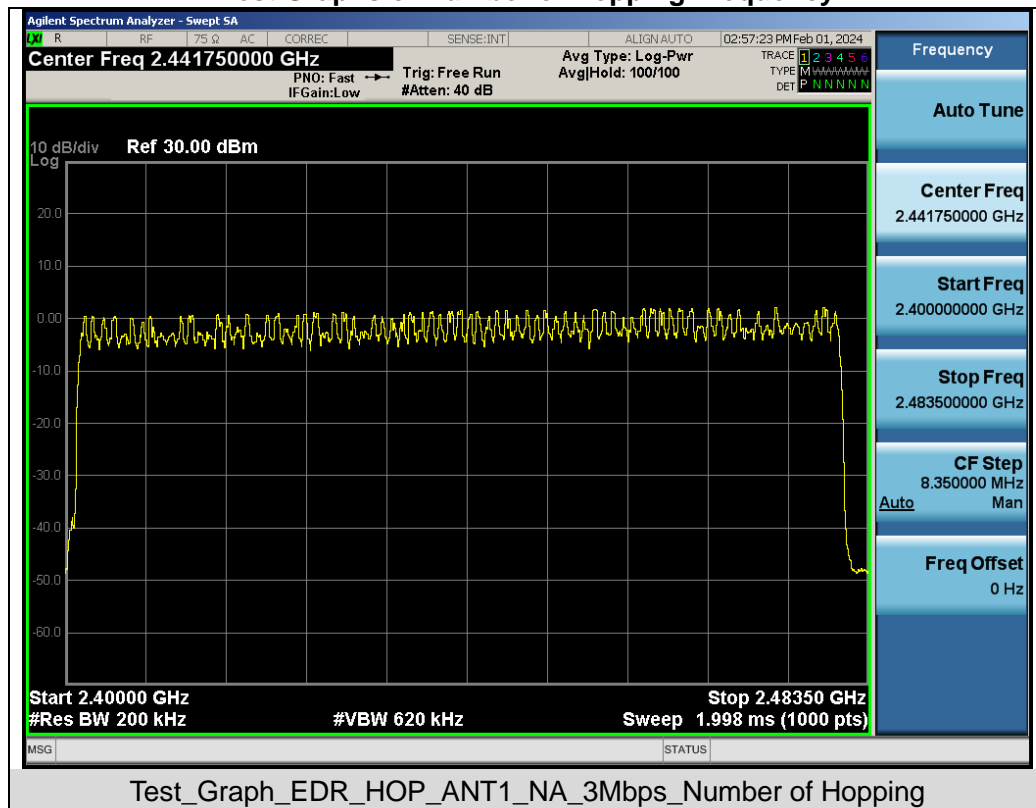 Agilent Spectrum Analyzer - Swept SA
LXI R RF 75 Ω AC CORREC SENSE:INT ALIGN AUTO 02:57:23 PM Feb 01, 2024
Center Freq 2.441750000 GHz
PNO: Fast
IFGain:Low
Trig: Free Run
#Atten: 40 dB
Avg Type: Log-Pwr
Avg|Hold: 100/100
TRACE 1 2 3 4 5 6
TYPE M
DET P N N N N N
10 dB/div Ref 30.00 dBm
Log
20.0
10.0
0.00
-10.0
-20.0
-30.0
-40.0
-50.0
-60.0
Start 2.40000 GHz Stop 2.48350 GHz
#Res BW 200 kHz #VBW 620 kHz Sweep 1.998 ms (1000 pts)
MSG STATUS
Frequency
Auto Tune
Center Freq
2.441750000 GHz
Start Freq
2.400000000 GHz
Stop Freq
2.483500000 GHz
CF Step
8.350000 MHz
Auto Man
Freq Offset
0 Hz
Test_Graph_EDR_HOP_ANT1_NA_3Mbps_Number of Hopping